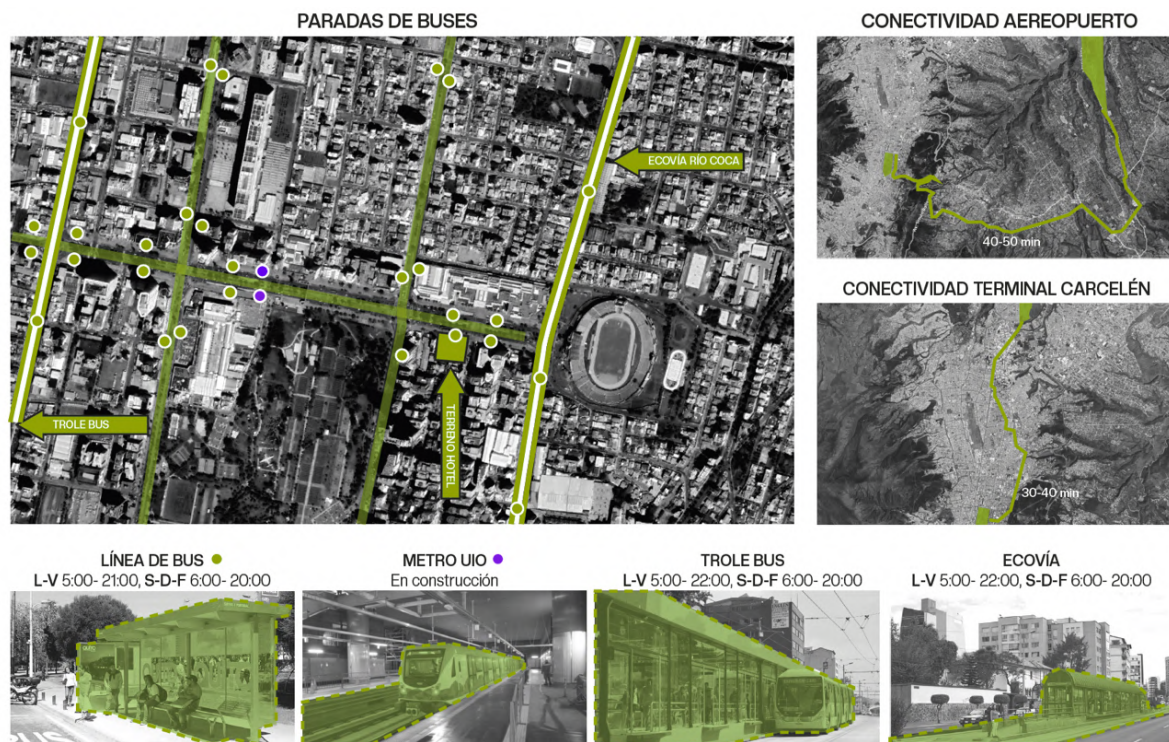 PARADAS DE BUSES
CONECTIVIDAD AEREOPUERTO
ECOVÍA RÍO COCA
40-50 min
CONECTIVIDAD TERMINAL CARCELÉN
TROLE BUS
TERRENO HOTEL
30-40 min
LÍNEA DE BUS
L-V 5:00- 21:00, S-D-F 6:00- 20:00
METRO UIO
En construcción
TROLE BUS
L-V 5:00- 22:00, S-D-F 6:00- 20:00
ECOVÍA
L-V 5:00- 22:00, S-D-F 6:00- 20:00